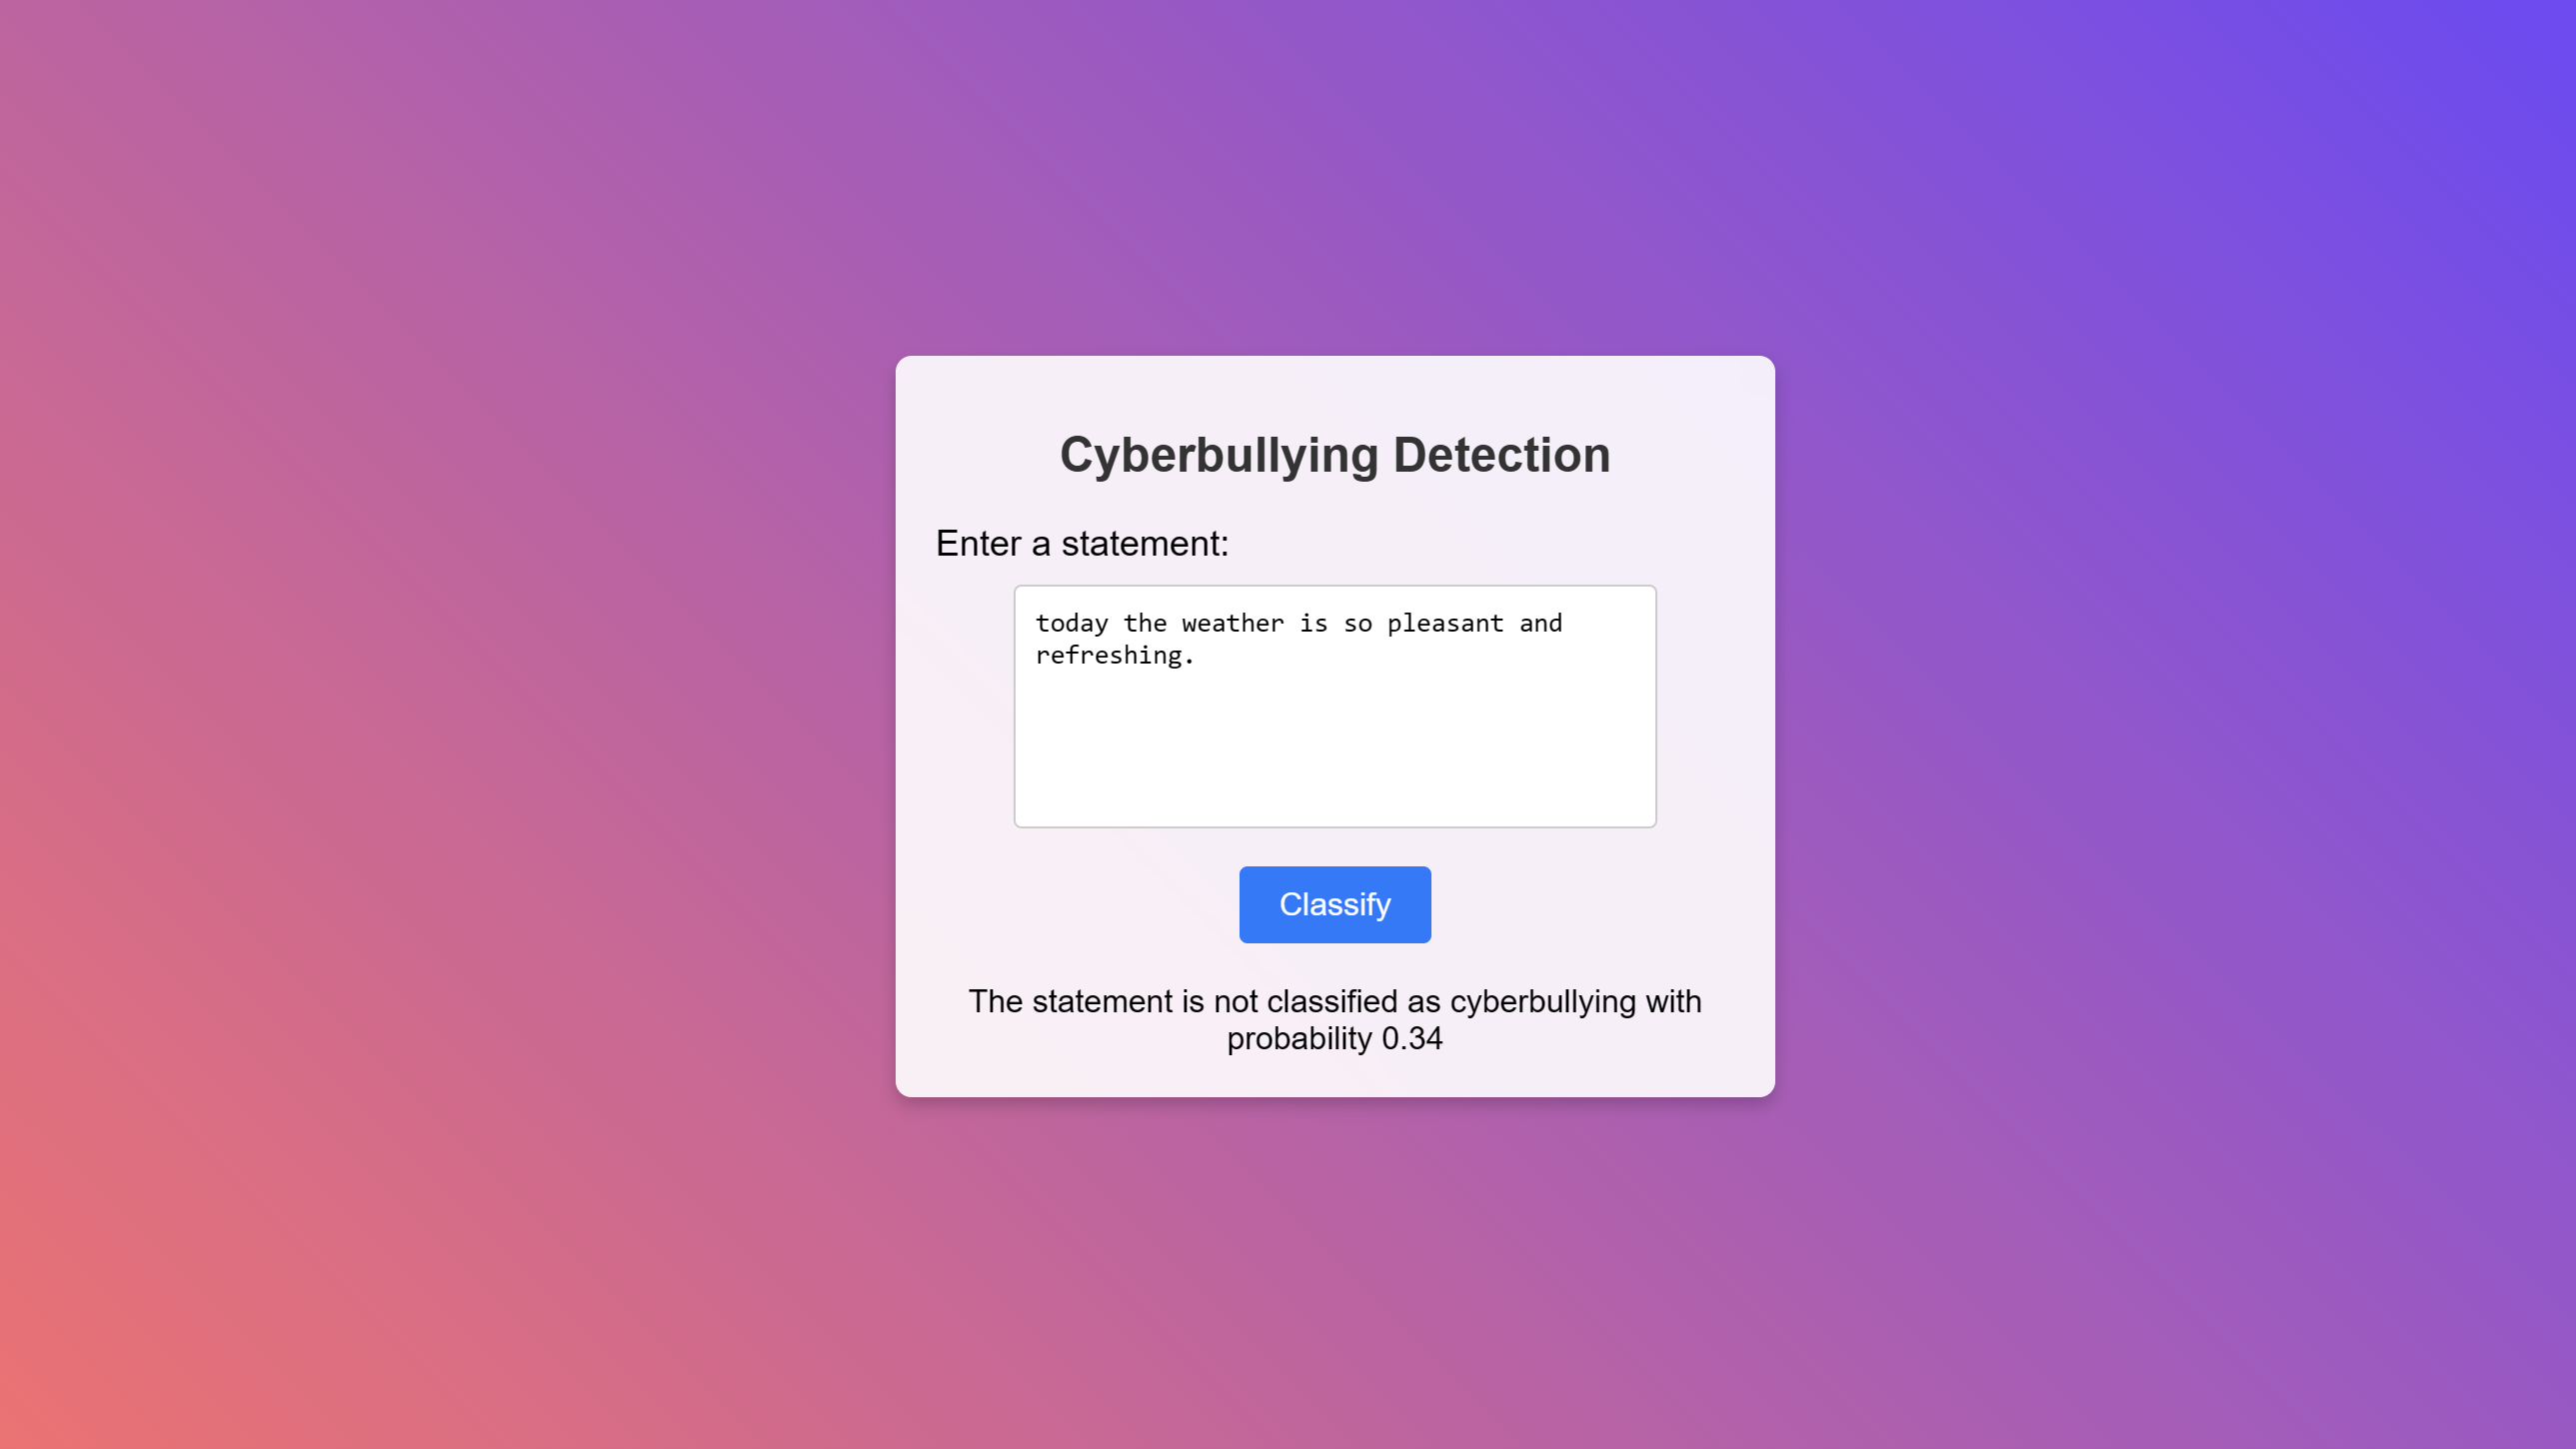 Cyberbullying Detection
Enter a statement:
today the weather is so pleasant and
refreshing.
Classify
The statement is not classified as cyberbullying with
probability 0.34